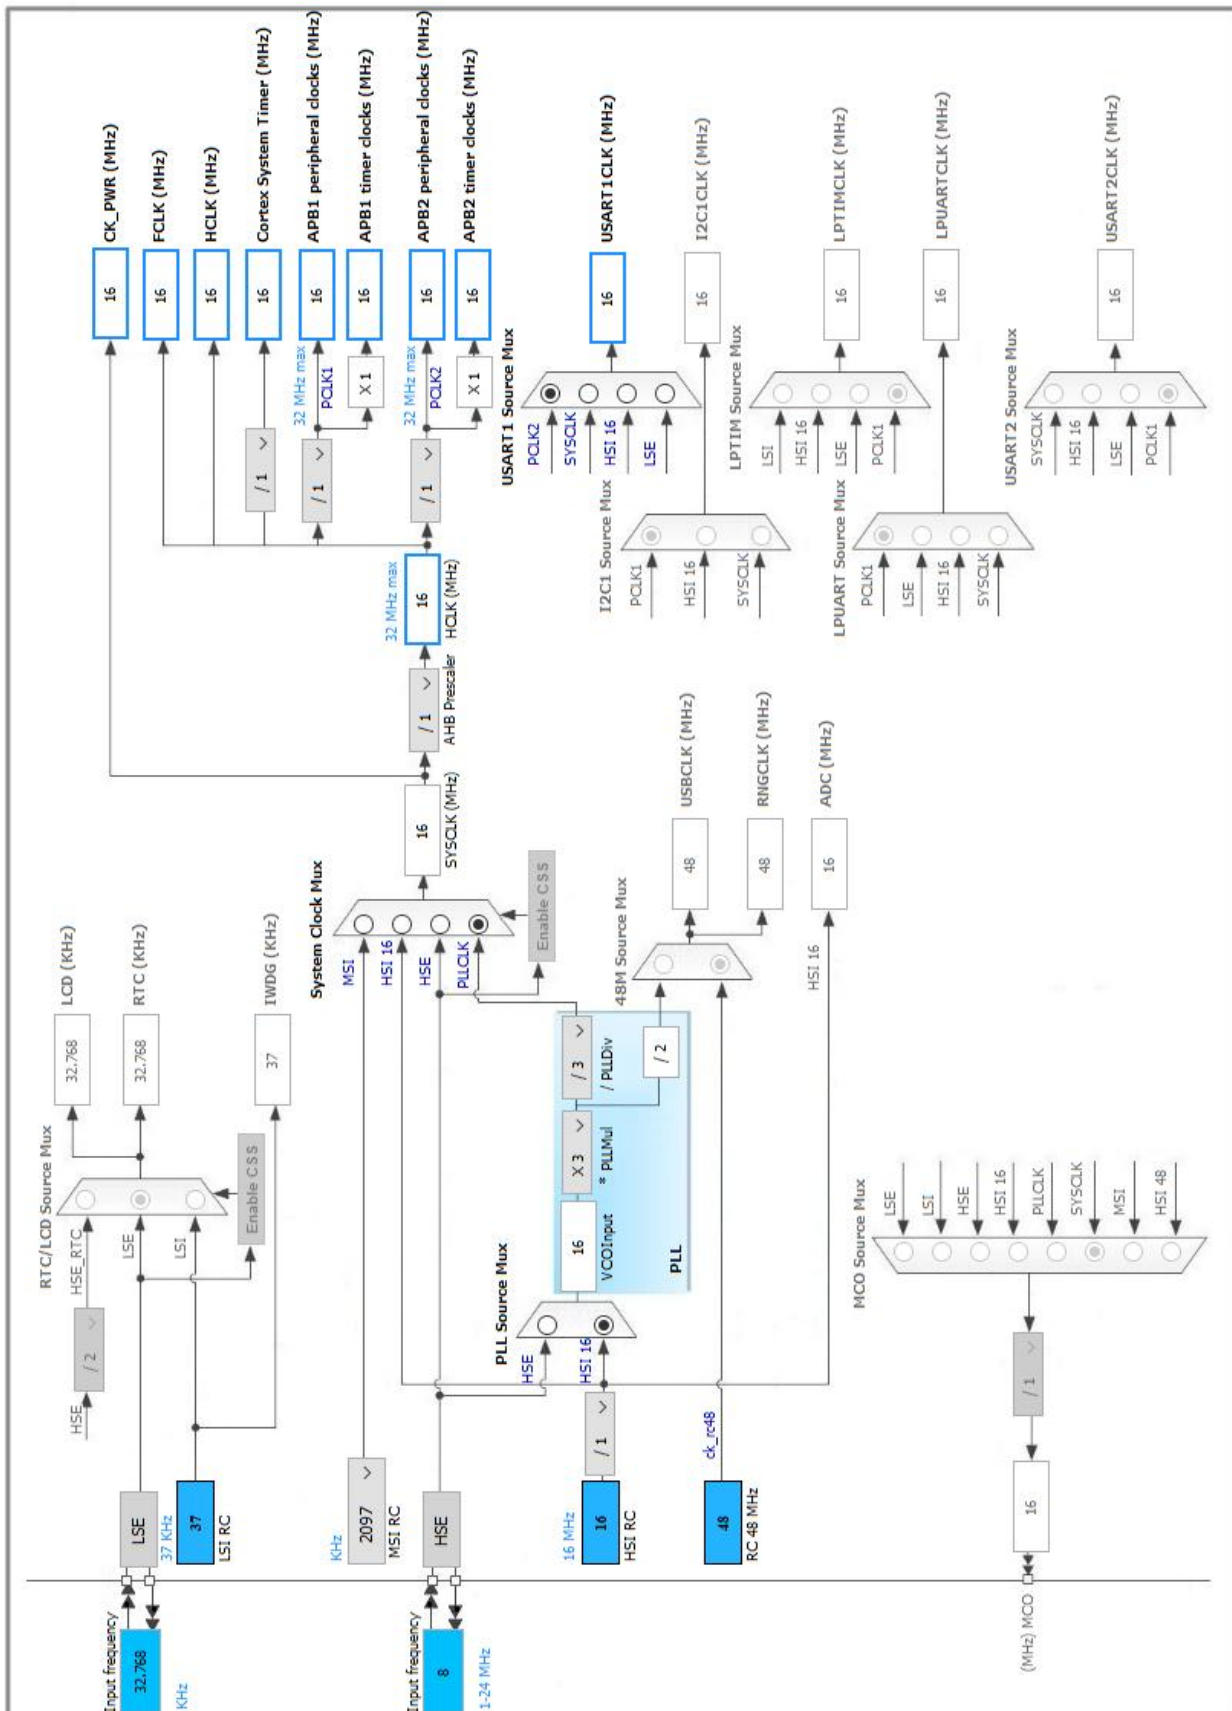 Input frequency
32.768
KHz
LSE
37 KHz
37
LSI RC
HSE
/ 2
HSE_RTC
LSE
LSI
RTC/LCD Source Mux
Enable CSS
32.768
LCD (KHz)
32.768
RTC (KHz)
37
IWDG (KHz)
KHz
2097
MSI RC
Input frequency
8
1-24 MHz
HSE
16 MHz
16
HSI RC
/ 1
48
RC 48 MHz
ck_rc48
HSE
HSI 16
PLL Source Mux
16
VCOInput
X 3
* PLLMul
/ 3
/ PLLDiv
/ 2
PLL
MSI
HSI 16
HSE
PLLCLK
System Clock Mux
Enable CSS
48M Source Mux
48
USBCLK (MHz)
48
RNGCLK (MHz)
HSI 16
16
ADC (MHz)
16
SYSCLK (MHz)
/ 1
AHB Prescaler
32 MHz max
16
HCLK (MHz)
/ 1
/ 1
/ 1
32 MHz max
PCLK1
X 1
32 MHz max
PCLK2
X 1
16
CK_PWR (MHz)
16
FCLK (MHz)
16
HCLK (MHz)
16
Cortex System Timer (MHz)
16
APB1 peripheral clocks (MHz)
16
APB1 timer clocks (MHz)
16
APB2 peripheral clocks (MHz)
16
APB2 timer clocks (MHz)
USART1 Source Mux
PCLK2
SYSCLK
HSI 16
LSE
16
USART1CLK (MHz)
I2C1 Source Mux
PCLK1
HSI 16
SYSCLK
16
I2C1CLK (MHz)
LPTIM Source Mux
LSI
HSI 16
LSE
PCLK1
16
LPTIMCLK (MHz)
LPUART Source Mux
PCLK1
LSE
HSI 16
SYSCLK
16
LPUARTCLK (MHz)
USART2 Source Mux
SYSCLK
HSI 16
LSE
PCLK1
16
USART2CLK (MHz)
MCO Source Mux
LSE
LSI
HSE
HSI 16
PLLCLK
SYSCLK
MSI
HSI 48
/ 1
16
(MHz) MCO